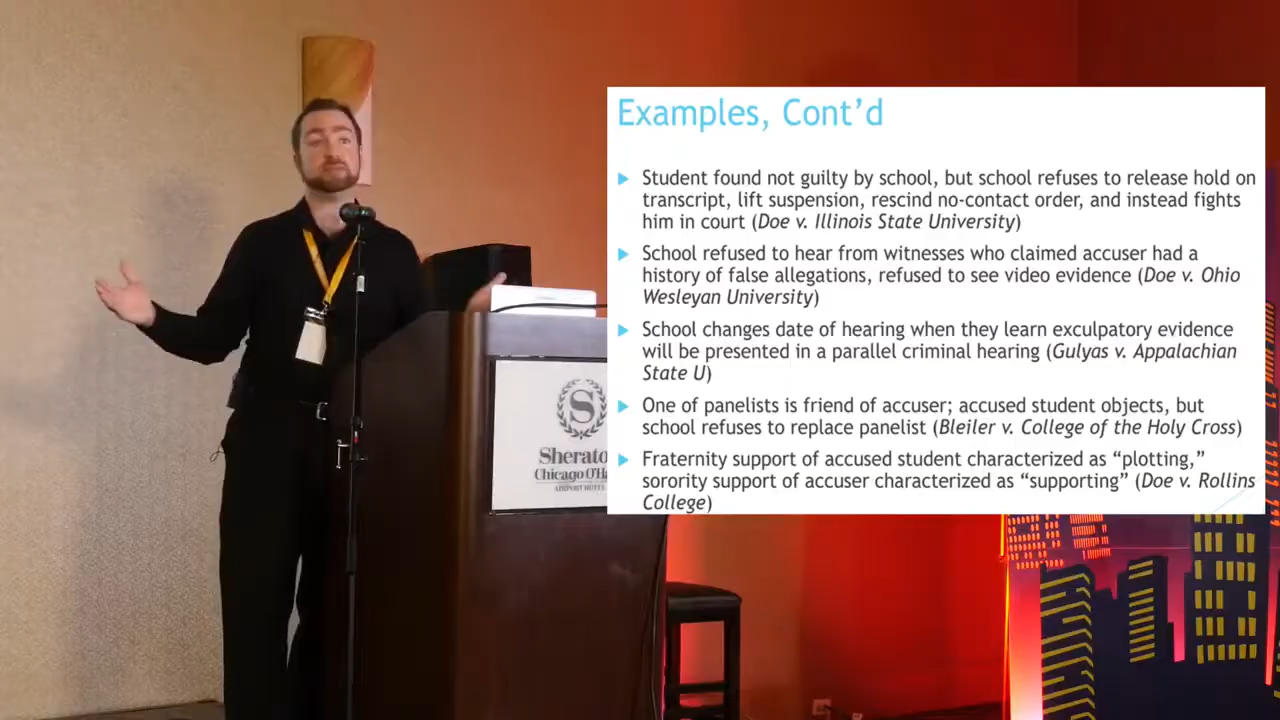 Examples, Cont’d
Student found not guilty by school, but school refuses to release hold on
transcript, lift suspension, rescind no-contact order, and instead fights
him in court (Doe v. Illinois State University)
School refused to hear from witnesses who claimed accuser had a
history of false allegations, refused to see video evidence (Doe v. Ohio
Wesleyan University)
School changes date of hearing when they learn exculpatory evidence
will be presented in a parallel criminal hearing (Gulyas v. Appalachian
State U)
One of panelists is friend of accuser; accused student objects, but
school refuses to replace panelist (Bleiler v. College of the Holy Cross)
Fraternity support of accused student characterized as “plotting,”
sorority support of accuser characterized as “supporting” (Doe v. Rollins
College)
S
Sherato
Chicago O'Ha
AIRPORT HOTEL